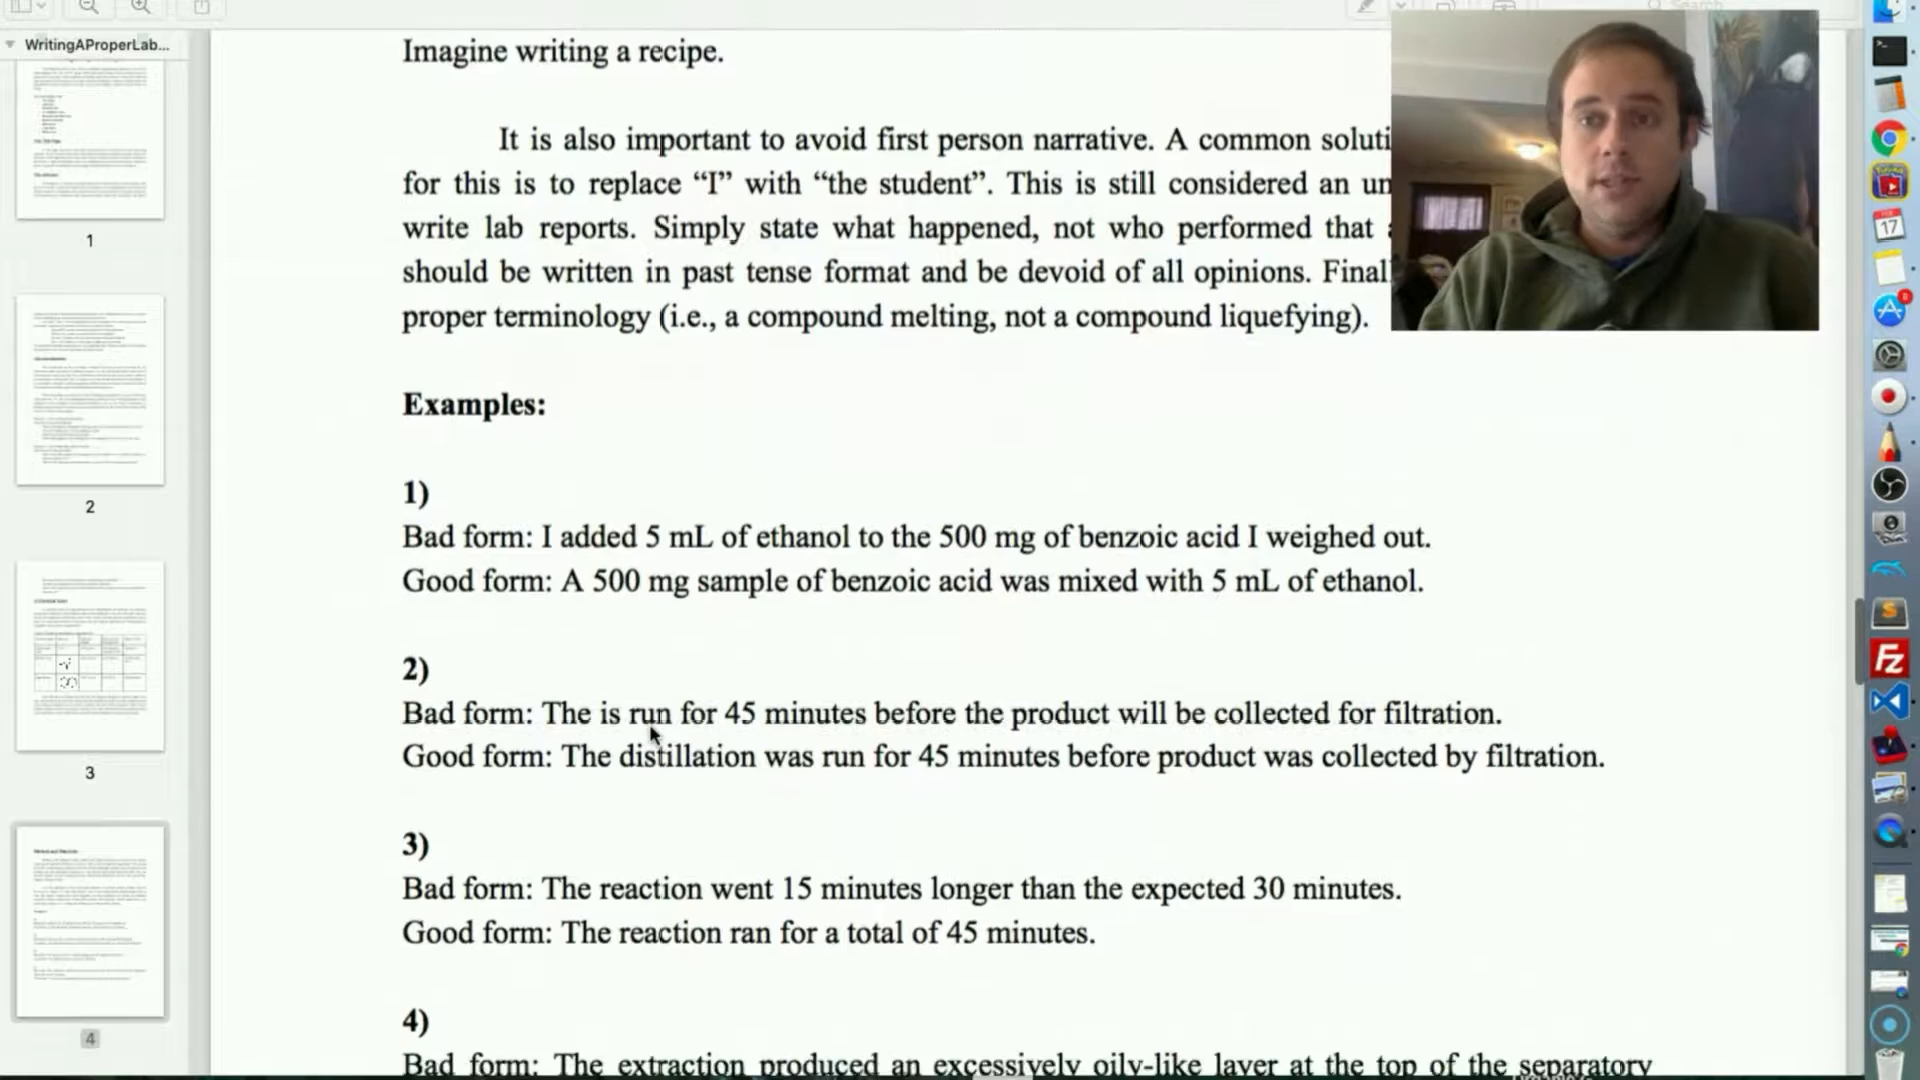 Search
WritingAProperLab...
1
2
3
4
Imagine writing a recipe.
It is also important to avoid first person narrative. A common soluti
for this is to replace “I” with “the student”. This is still considered an un
write lab reports. Simply state what happened, not who performed that
should be written in past tense format and be devoid of all opinions. Final
proper terminology (i.e., a compound melting, not a compound liquefying).
Examples:
1)
Bad form: I added 5 mL of ethanol to the 500 mg of benzoic acid I weighed out.
Good form: A 500 mg sample of benzoic acid was mixed with 5 mL of ethanol.
2)
Bad form: The is run for 45 minutes before the product will be collected for filtration.
Good form: The distillation was run for 45 minutes before product was collected by filtration.
3)
Bad form: The reaction went 15 minutes longer than the expected 30 minutes.
Good form: The reaction ran for a total of 45 minutes.
4)
Bad form: The extraction produced an excessively oily-like layer at the top of the separatory
17